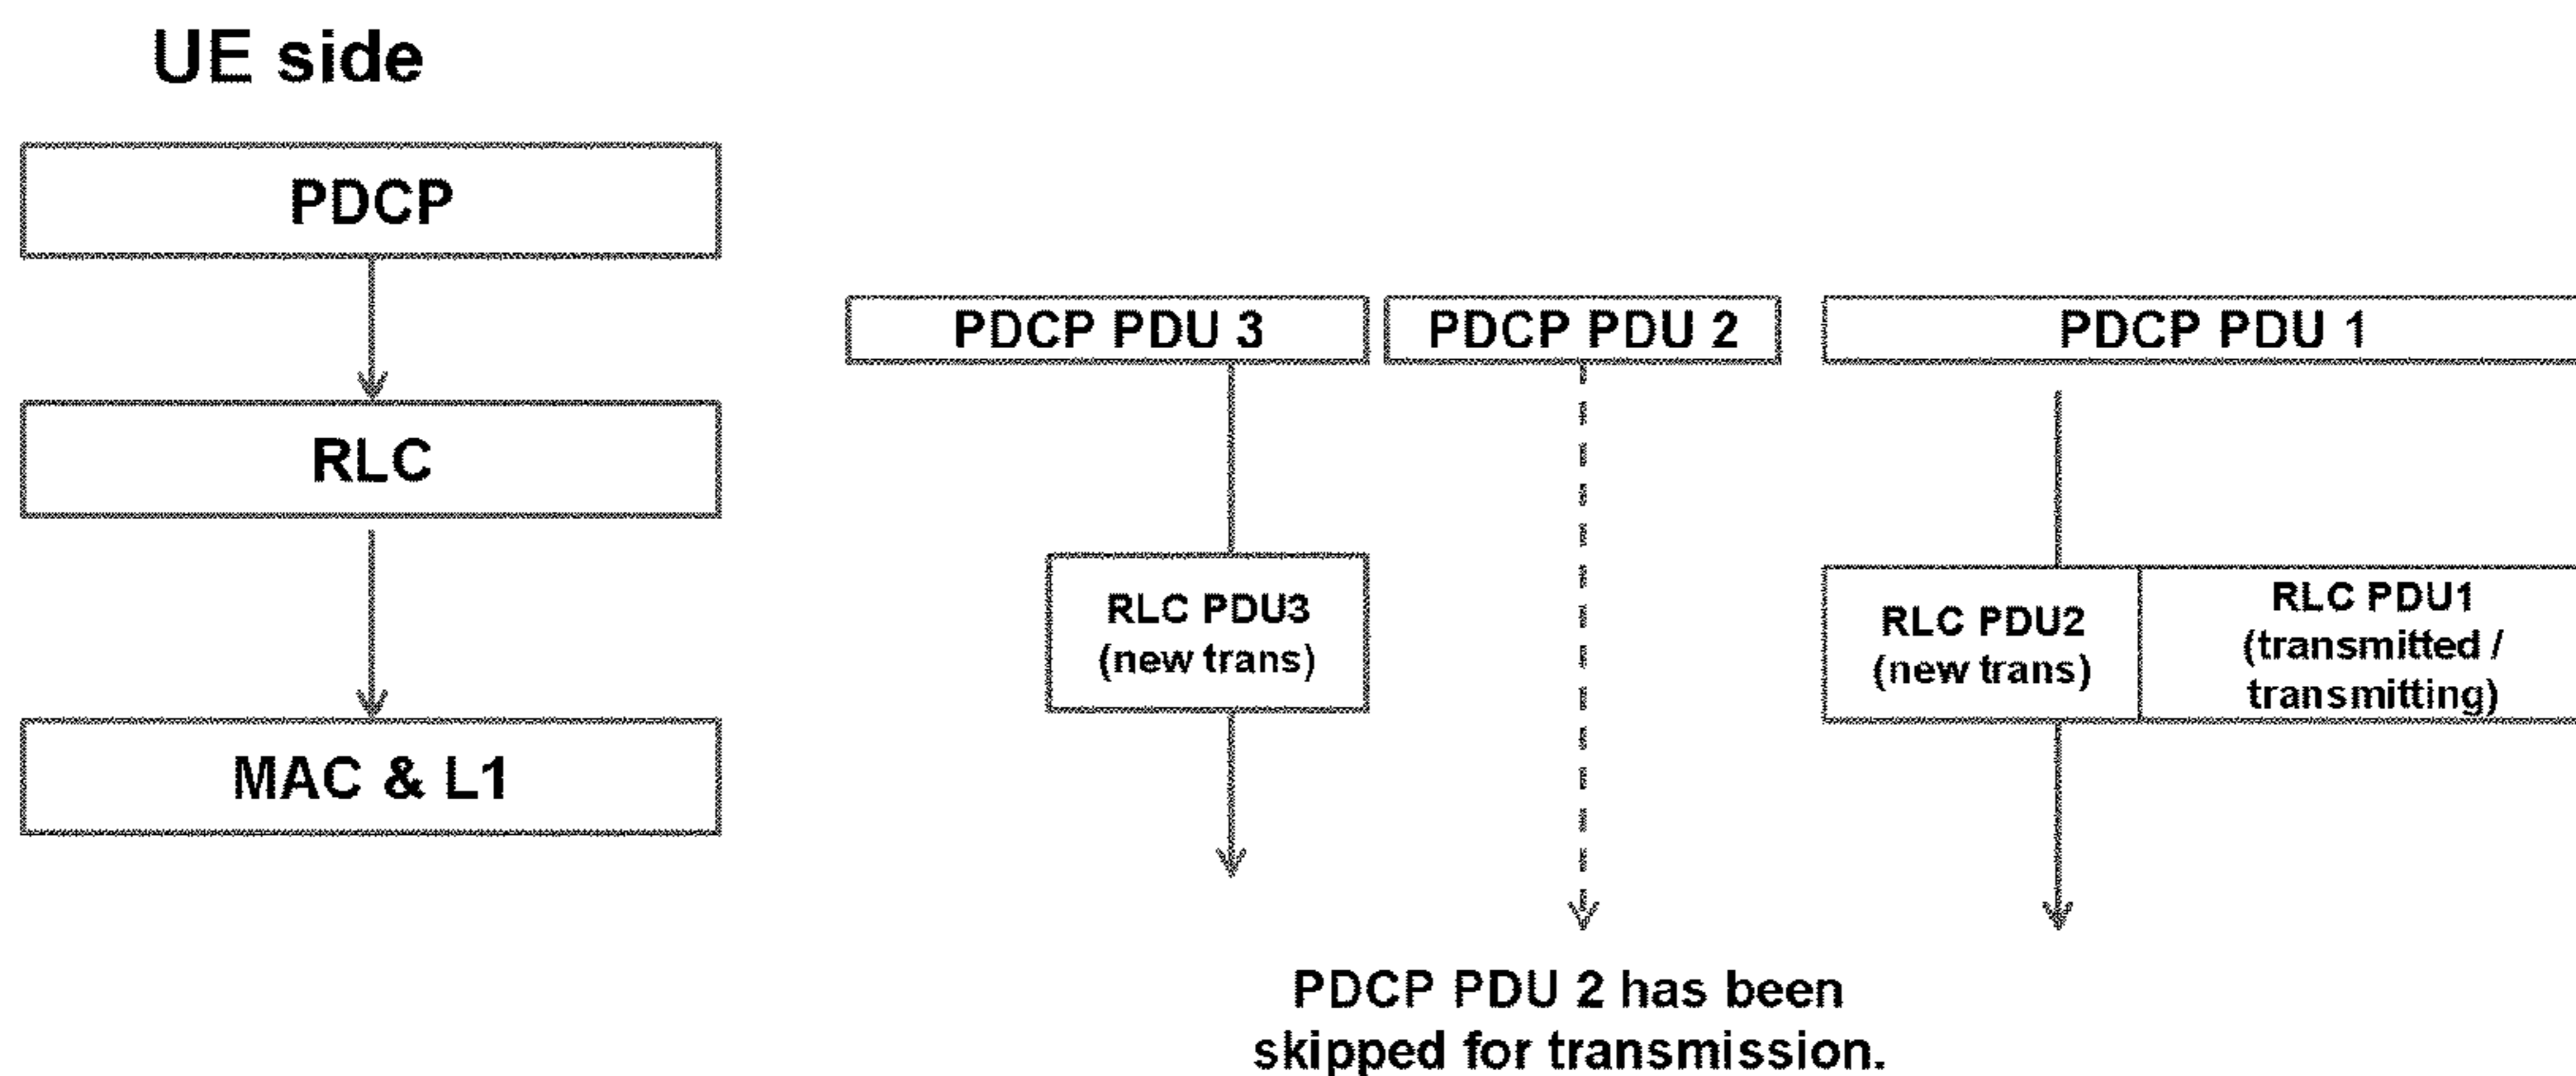 UE side
PDCP
RLC
MAC & L1
PDCP PDU 3
PDCP PDU 2
PDCP PDU 1
RLC PDU3
(new trans)
RLC PDU2
(new trans)
RLC PDU1
(transmitted /
transmitting)
PDCP PDU 2 has been
skipped for transmission.